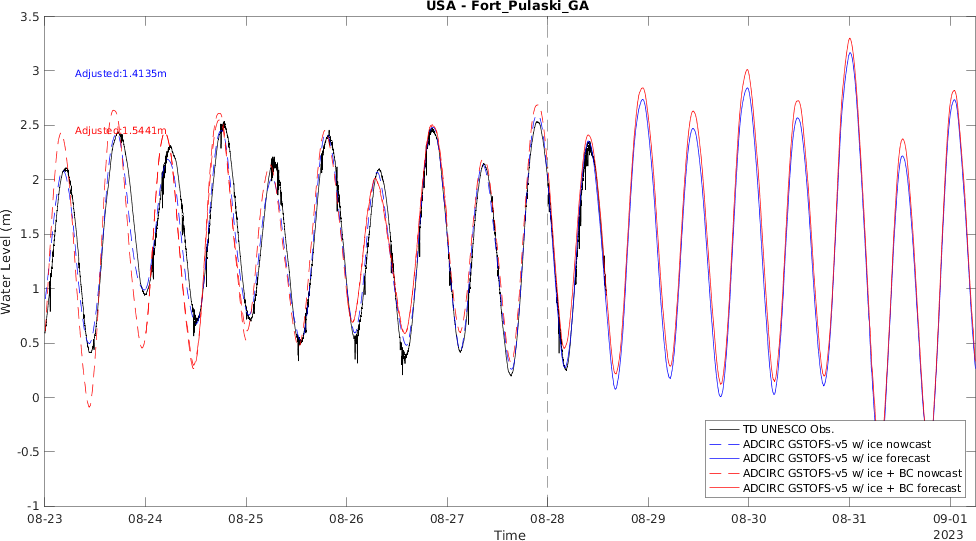 USA - Fort_Pulaski_GA
3.5
3
2.5
2
1.5
1
0.5
0
-0.5
-1
Water Level (m)
Adjusted:1.4135m
Adjusted:1.5441m
TD UNESCO Obs.
ADCIRC GSTOFS-v5 w/ ice nowcast
ADCIRC GSTOFS-v5 w/ ice forecast
ADCIRC GSTOFS-v5 w/ ice + BC nowcast
ADCIRC GSTOFS-v5 w/ ice + BC forecast
08-23 08-24 08-25 08-26 08-27 08-28 08-29 08-30 08-31 09-01
Time
2023